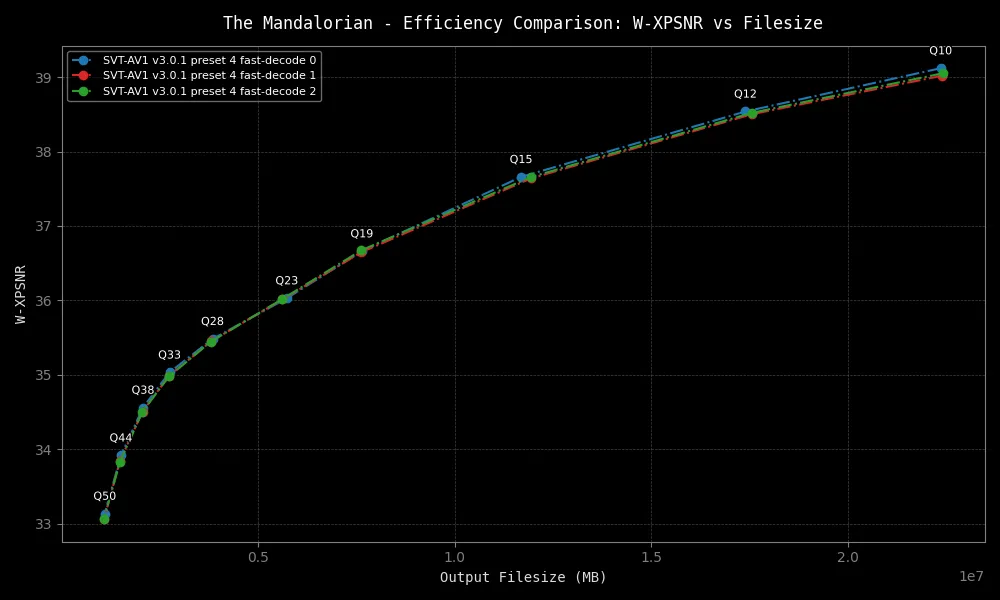 The Mandalorian - Efficiency Comparison: W-XPSNR vs Filesize
SVT-AV1 v3.0.1 preset 4 fast-decode 0
SVT-AV1 v3.0.1 preset 4 fast-decode 1
SVT-AV1 v3.0.1 preset 4 fast-decode 2
Q10
Q12
Q15
Q19
Q23
Q28
Q33
Q38
Q44
Q50
39
38
37
36
35
34
33
W-XPSNR
0.5
1.0
1.5
2.0
1e7
Output Filesize (MB)